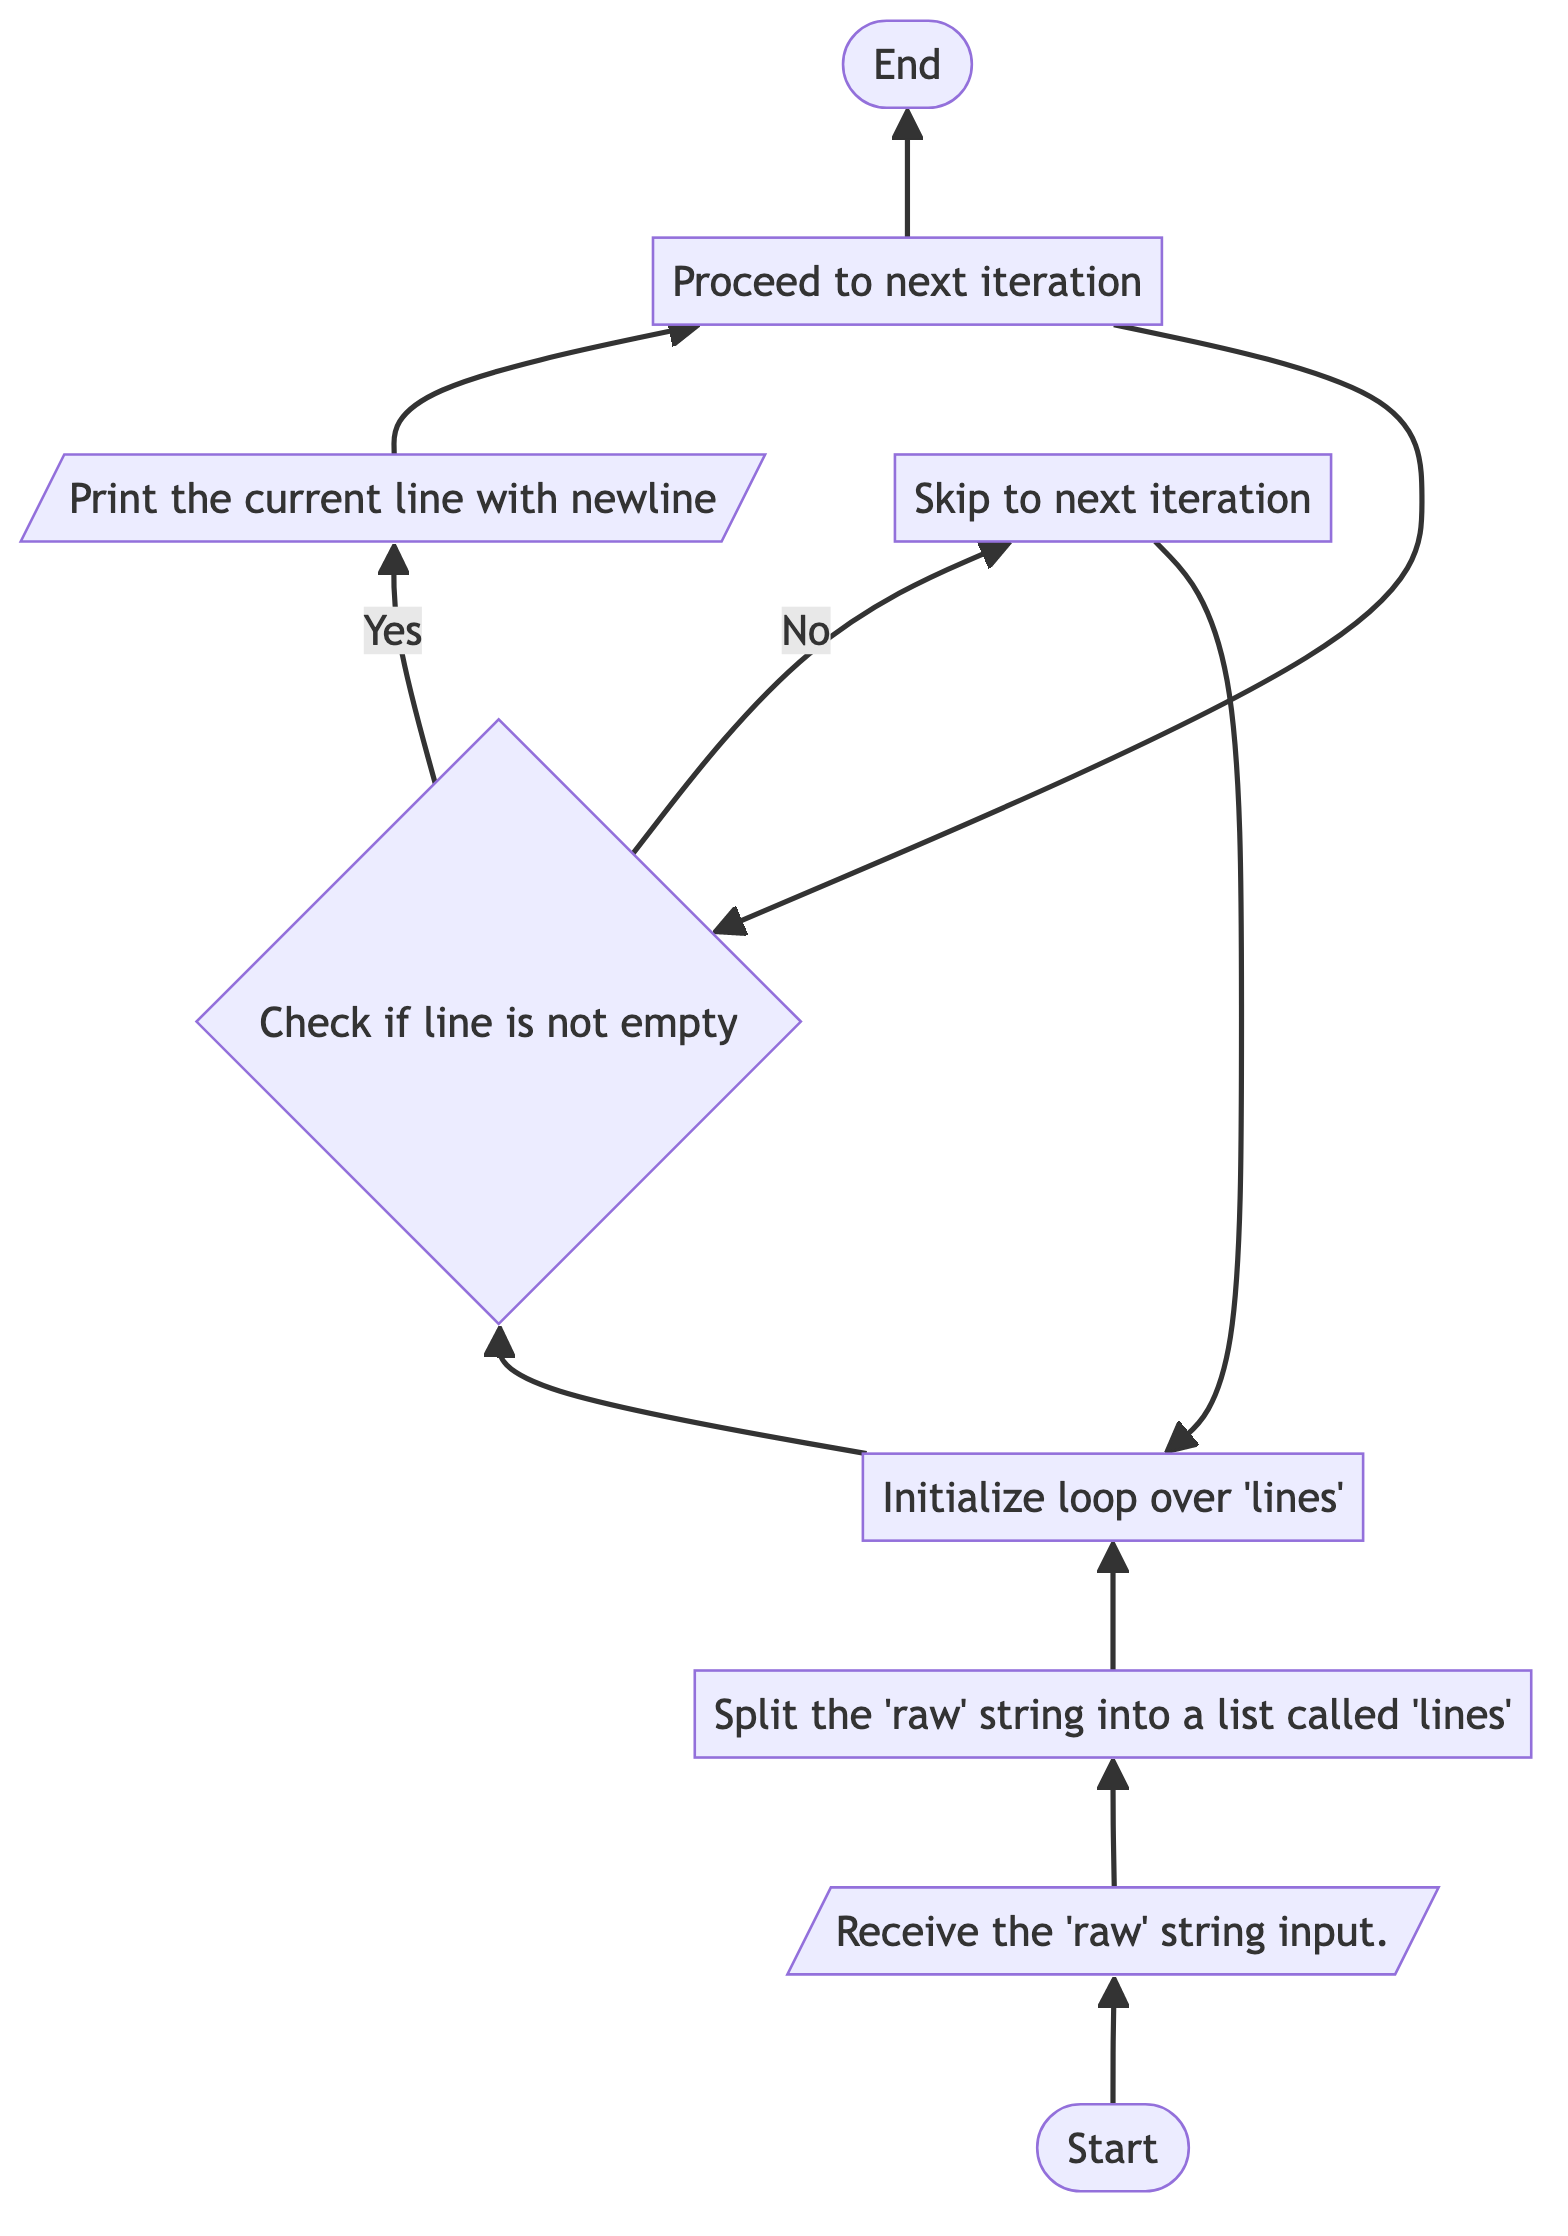 End
Proceed to next iteration
Print the current line with newline
Skip to next iteration
Yes
No
Check if line is not empty
Initialize loop over 'lines'
Split the 'raw' string into a list called 'lines'
Receive the 'raw' string input.
Start